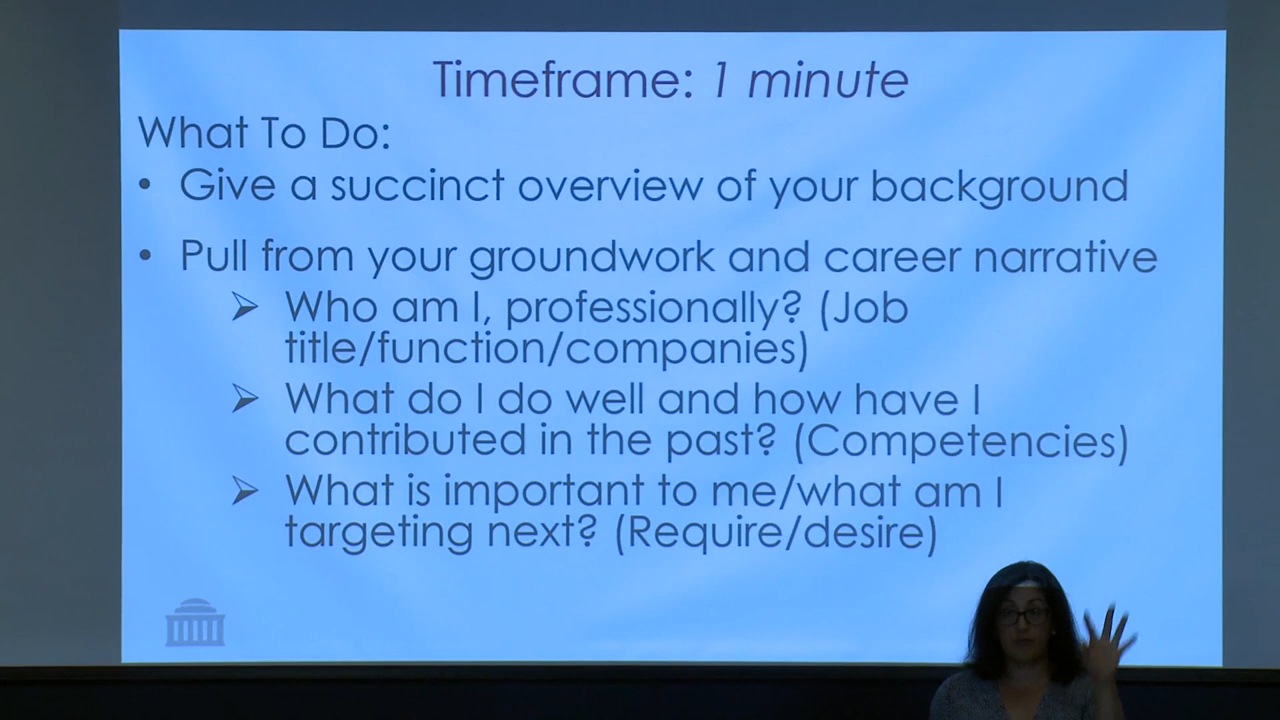 Timeframe: 1 minute
What To Do:
• Give a succinct overview of your background
• Pull from your groundwork and career narrative
➢ Who am I, professionally? (Job
title/function/companies)
➢ What do I do well and how have I
contributed in the past? (Competencies)
➢ What is important to me/what am I
targeting next? (Require/desire)